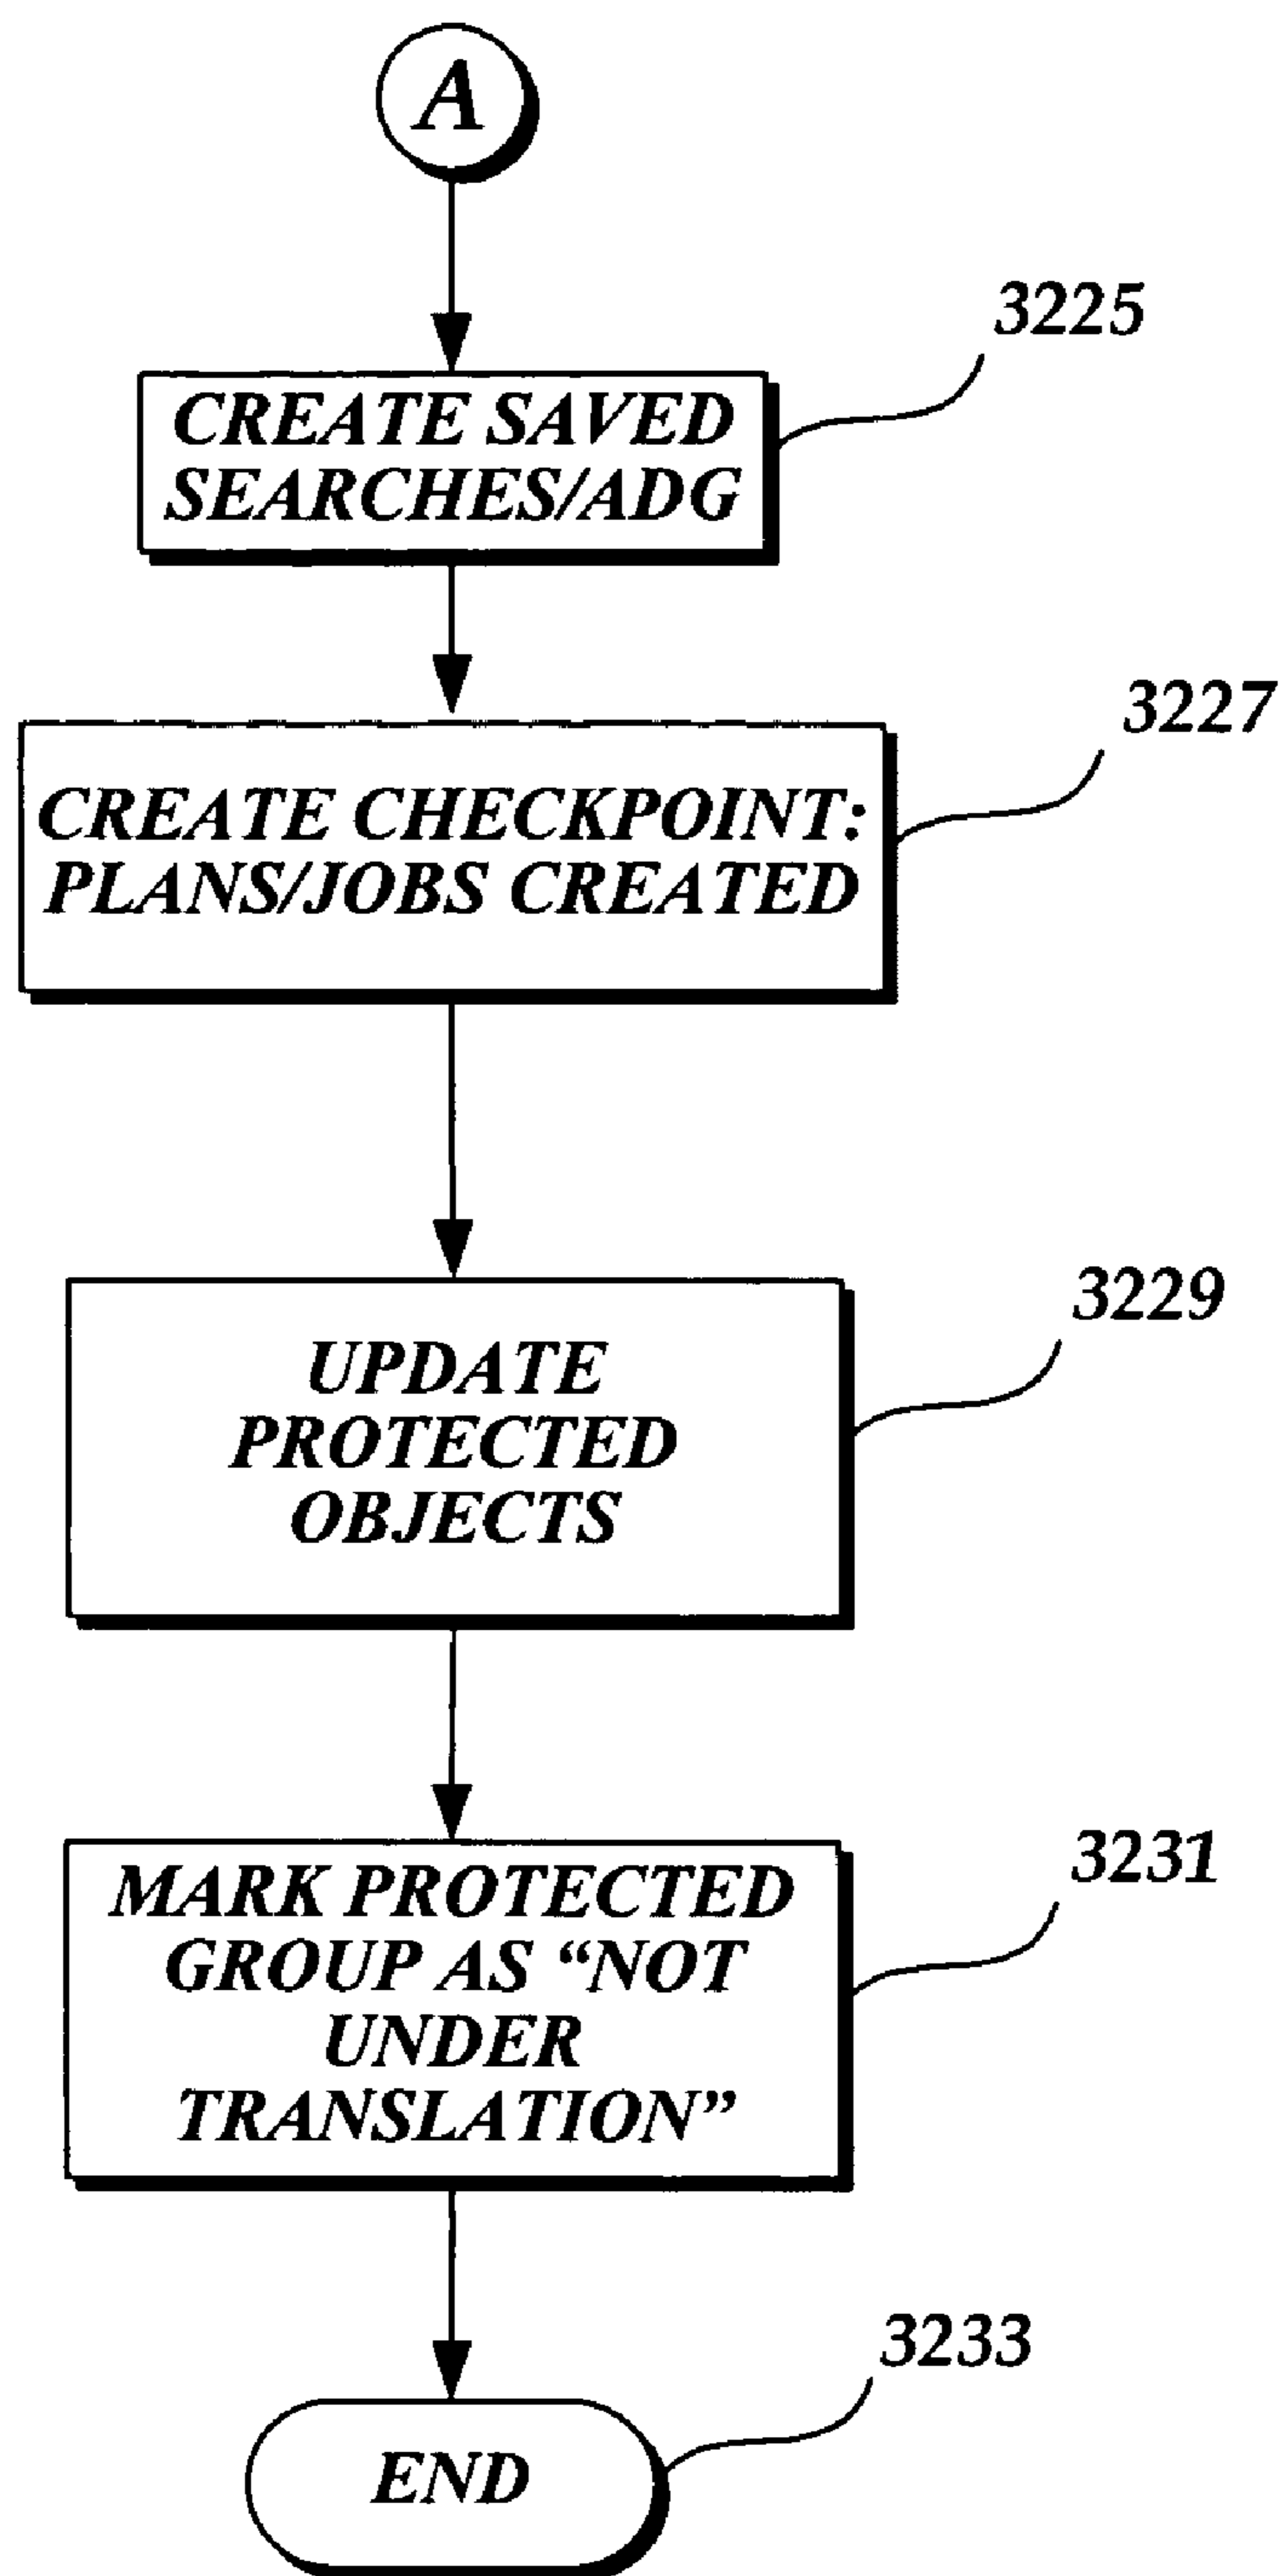 A
3225
CREATE SAVED
SEARCHES/ADG
3227
CREATE CHECKPOINT:
PLANS/JOBS CREATED
3229
UPDATE
PROTECTED
OBJECTS
3231
MARK PROTECTED
GROUP AS “NOT
UNDER
TRANSLATION”
3233
END